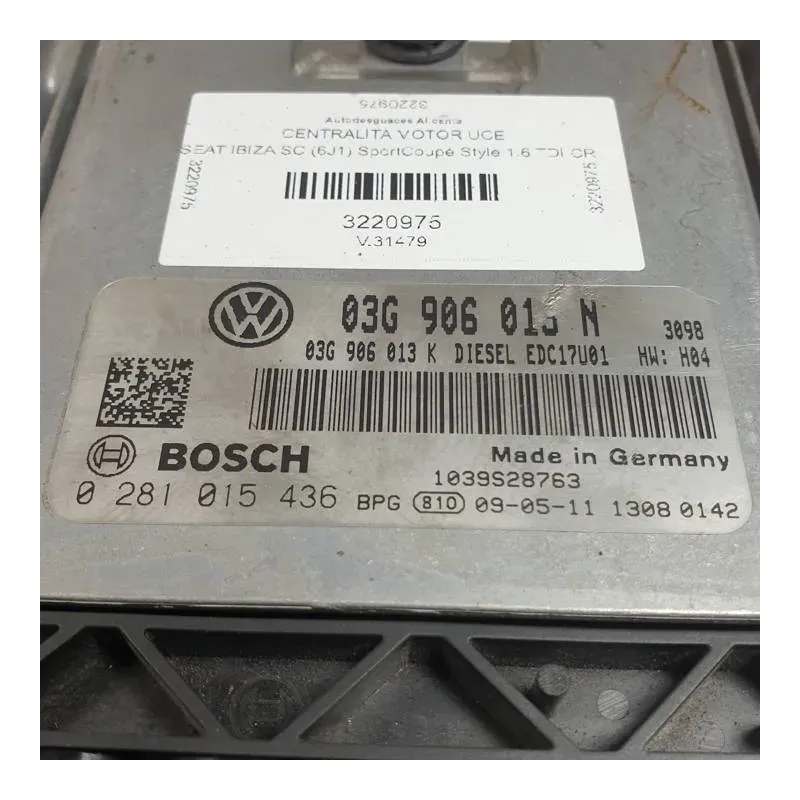 3220975
Autodesguaces Alicante
CENTRALITA MOTOR UCE
SEAT IBIZA SC (6J1) SportCoupé Style 1.6 TDI CR
3220975
3220975
3220975
V.31479
03G 906 013 N
3098
03G 906 013 K DIESEL EDC17U01 HW: H04
BOSCH
Made in Germany
1039S28763
0 281 015 436 BPG 810 09-05-11 1308 0142